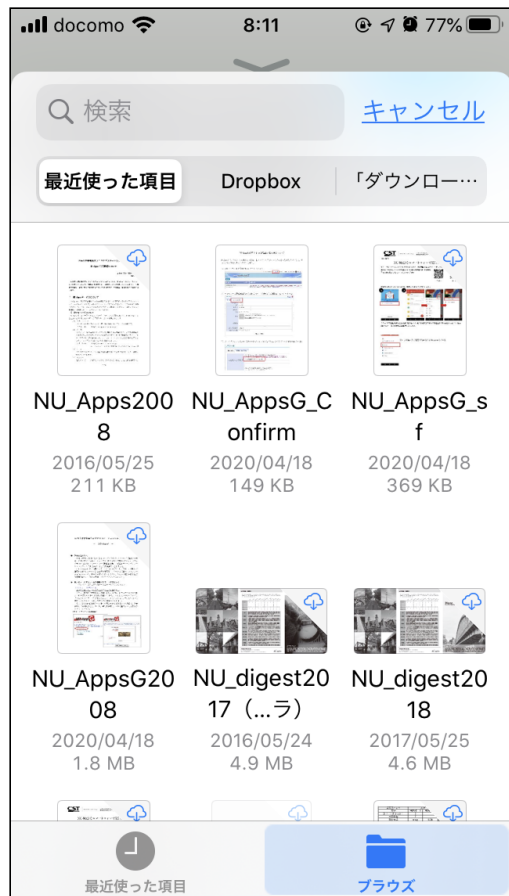 docomo 8:11 77%
検索 キャンセル
最近使った項目 Dropbox 「ダウンロー…
NU_Apps200 NU_AppsG_C NU_AppsG_s
8 onfirm f
2016/05/25 2020/04/18 2020/04/18
211 KB 149 KB 369 KB
CST
NU_AppsG20 NU_digest20 NU_digest20
08 17（...ラ） 18
2020/04/18 2016/05/24 2017/05/25
1.8 MB 4.9 MB 4.6 MB
CST
最近使った項目 ブラウズ